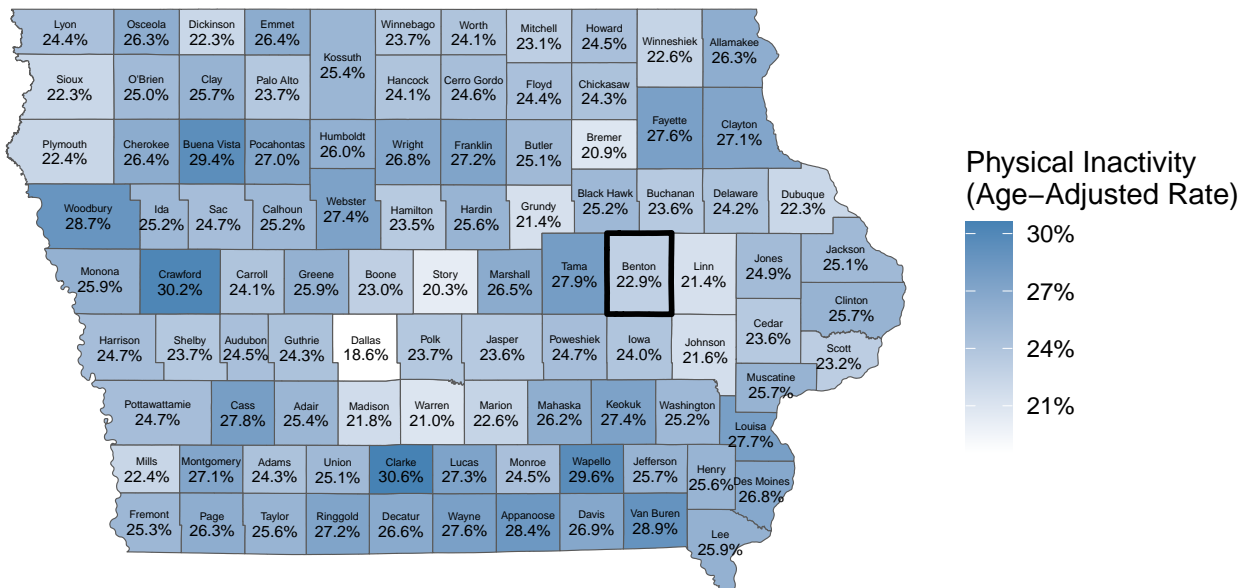 Lyon
24.4%
Osceola
26.3%
Dickinson
22.3%
Emmet
26.4%
Kossuth
25.4%
Winnebago
23.7%
Worth
24.1%
Mitchell
23.1%
Howard
24.5%
Winneshiek
22.6%
Allamakee
26.3%
Sioux
22.3%
O'Brien
25.0%
Clay
25.7%
Palo Alto
23.7%
Hancock
24.1%
Cerro Gordo
24.6%
Floyd
24.4%
Chickasaw
24.3%
Plymouth
22.4%
Cherokee
26.4%
Buena Vista
29.4%
Pocahontas
27.0%
Humboldt
26.0%
Wright
26.8%
Franklin
27.2%
Butler
25.1%
Bremer
20.9%
Fayette
27.6%
Clayton
27.1%
Woodbury
28.7%
Ida
25.2%
Sac
24.7%
Calhoun
25.2%
Webster
27.4%
Hamilton
23.5%
Hardin
25.6%
Grundy
21.4%
Black Hawk
25.2%
Buchanan
23.6%
Delaware
24.2%
Dubuque
22.3%
Monona
25.9%
Crawford
30.2%
Carroll
24.1%
Greene
25.9%
Boone
23.0%
Story
20.3%
Marshall
26.5%
Tama
27.9%
Benton
22.9%
Linn
21.4%
Jones
24.9%
Jackson
25.1%
Clinton
25.7%
Harrison
24.7%
Shelby
23.7%
Audubon
24.5%
Guthrie
24.3%
Dallas
18.6%
Polk
23.7%
Jasper
23.6%
Poweshiek
24.7%
Iowa
24.0%
Johnson
21.6%
Cedar
23.6%
Scott
23.2%
Muscatine
25.7%
Pottawattamie
24.7%
Cass
27.8%
Adair
25.4%
Madison
21.8%
Warren
21.0%
Marion
22.6%
Mahaska
26.2%
Keokuk
27.4%
Washington
25.2%
Louisa
27.7%
Mills
22.4%
Montgomery
27.1%
Adams
24.3%
Union
25.1%
Clarke
30.6%
Lucas
27.3%
Monroe
24.5%
Wapello
29.6%
Jefferson
25.7%
Henry
25.6%
Des Moines
26.8%
Fremont
25.3%
Page
26.3%
Taylor
25.6%
Ringgold
27.2%
Decatur
26.6%
Wayne
27.6%
Appanoose
28.4%
Davis
26.9%
Van Buren
28.9%
Lee
25.9%
Physical Inactivity
(Age−Adjusted Rate)
30%
27%
24%
21%